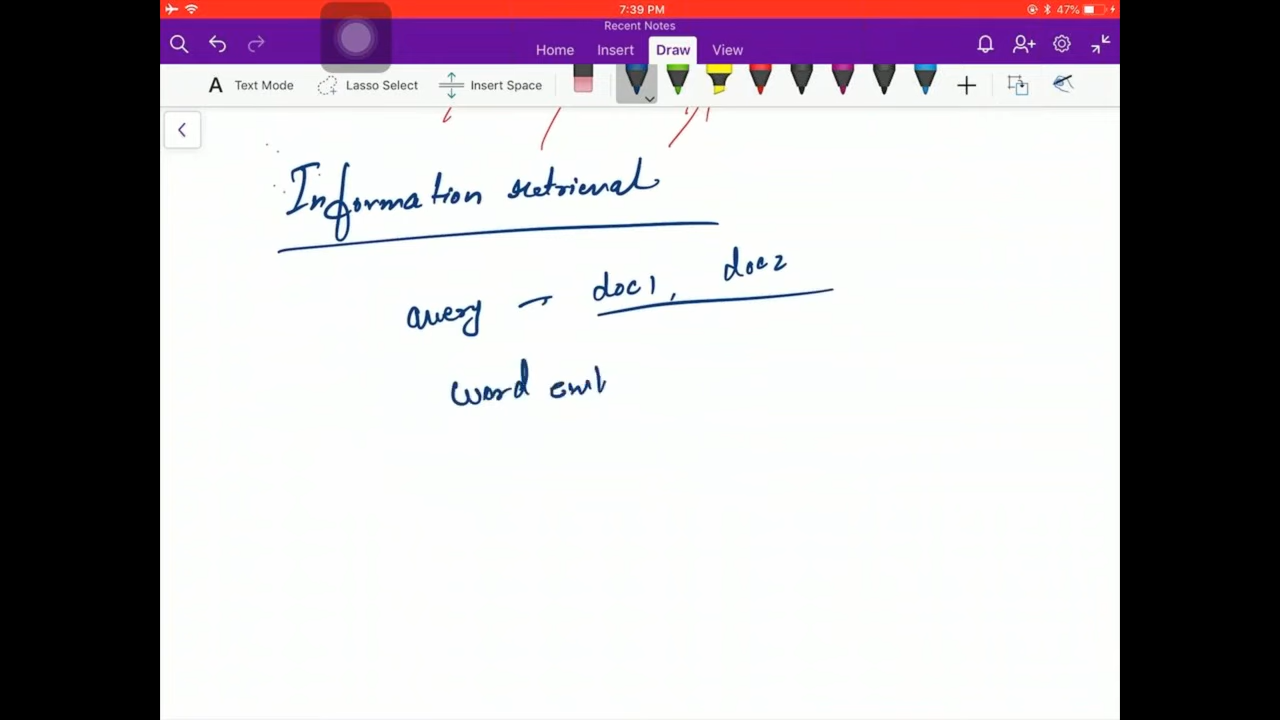 7:39 PM
47%
Recent Notes
Home Insert Draw View
A Text Mode Lasso Select Insert Space
Information retrieval
query → doc1, doc2
word emb